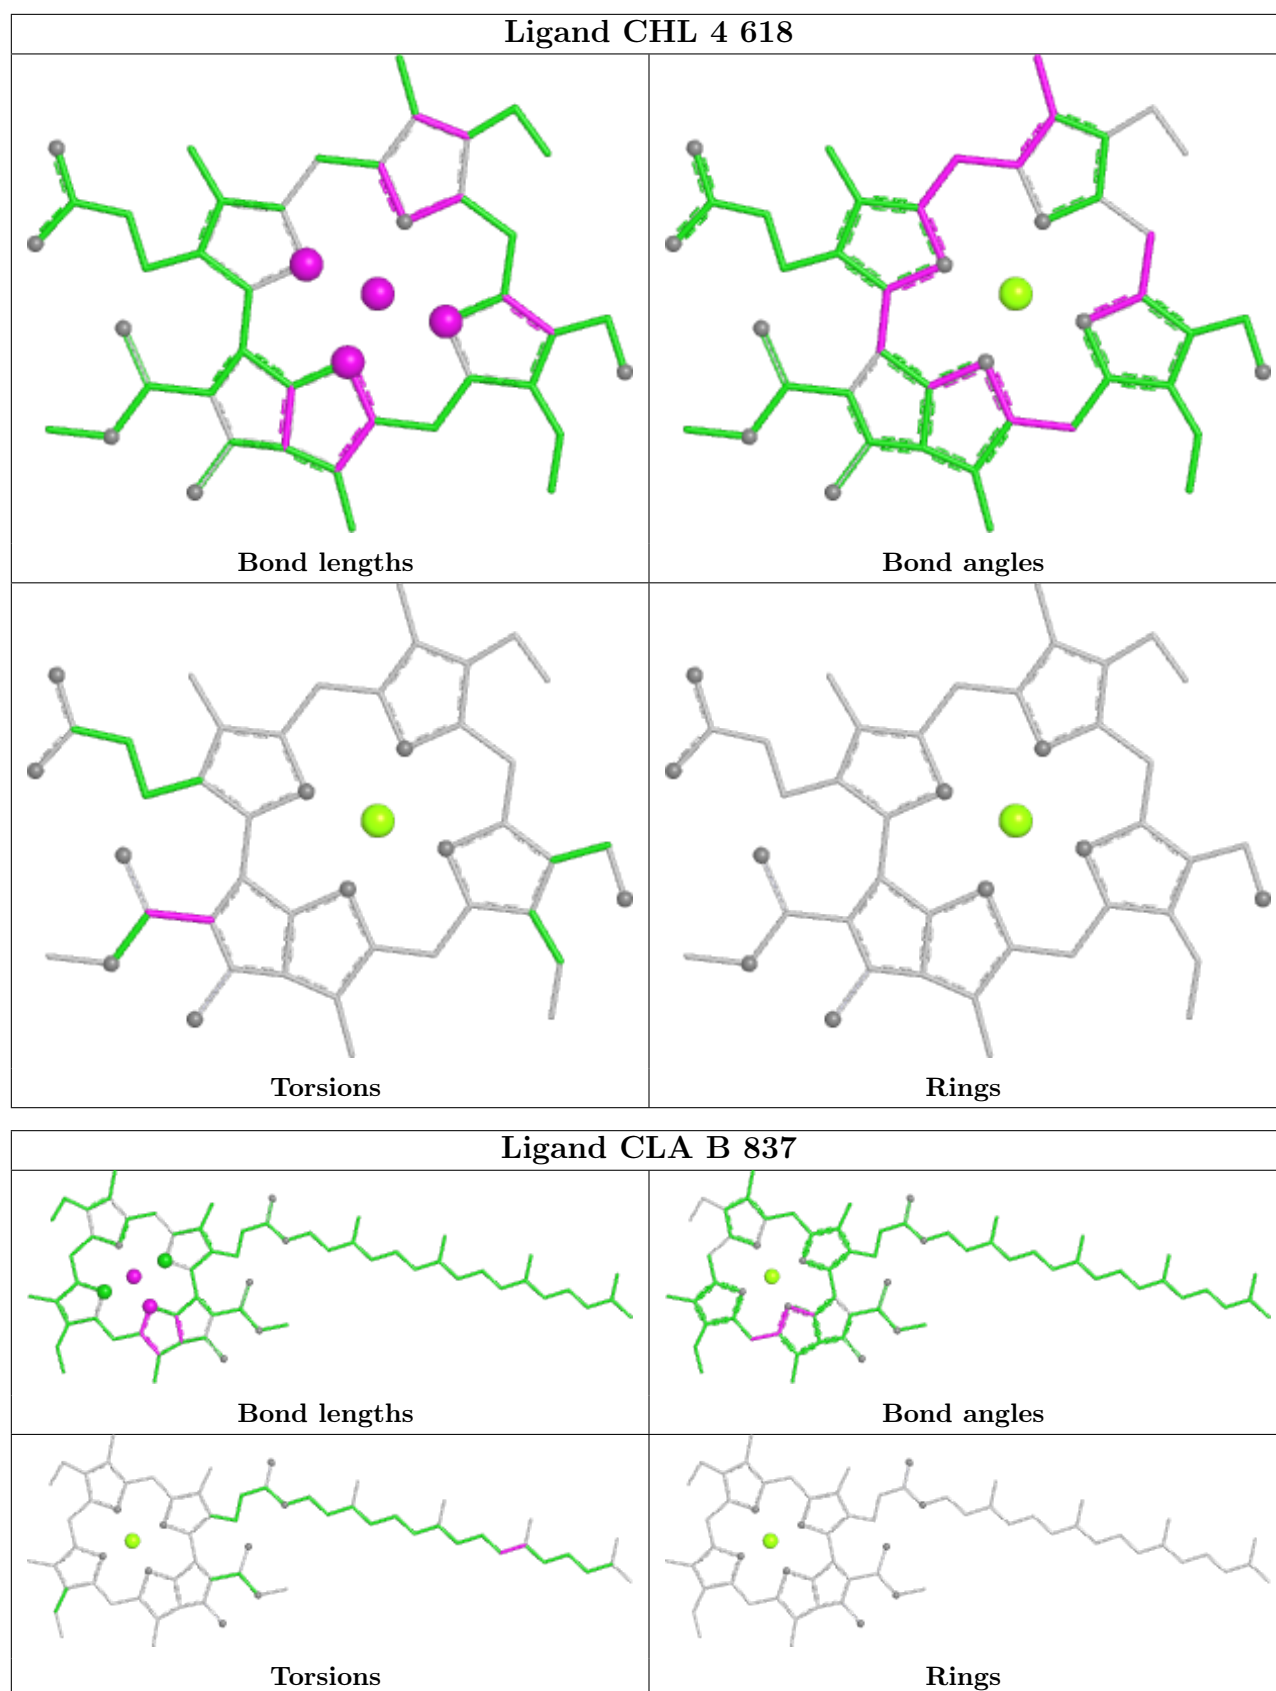 Ligand CHL 4 618
Bond lengths
Bond angles
Torsions
Rings
Ligand CLA B 837
Bond lengths
Bond angles
Torsions
Rings